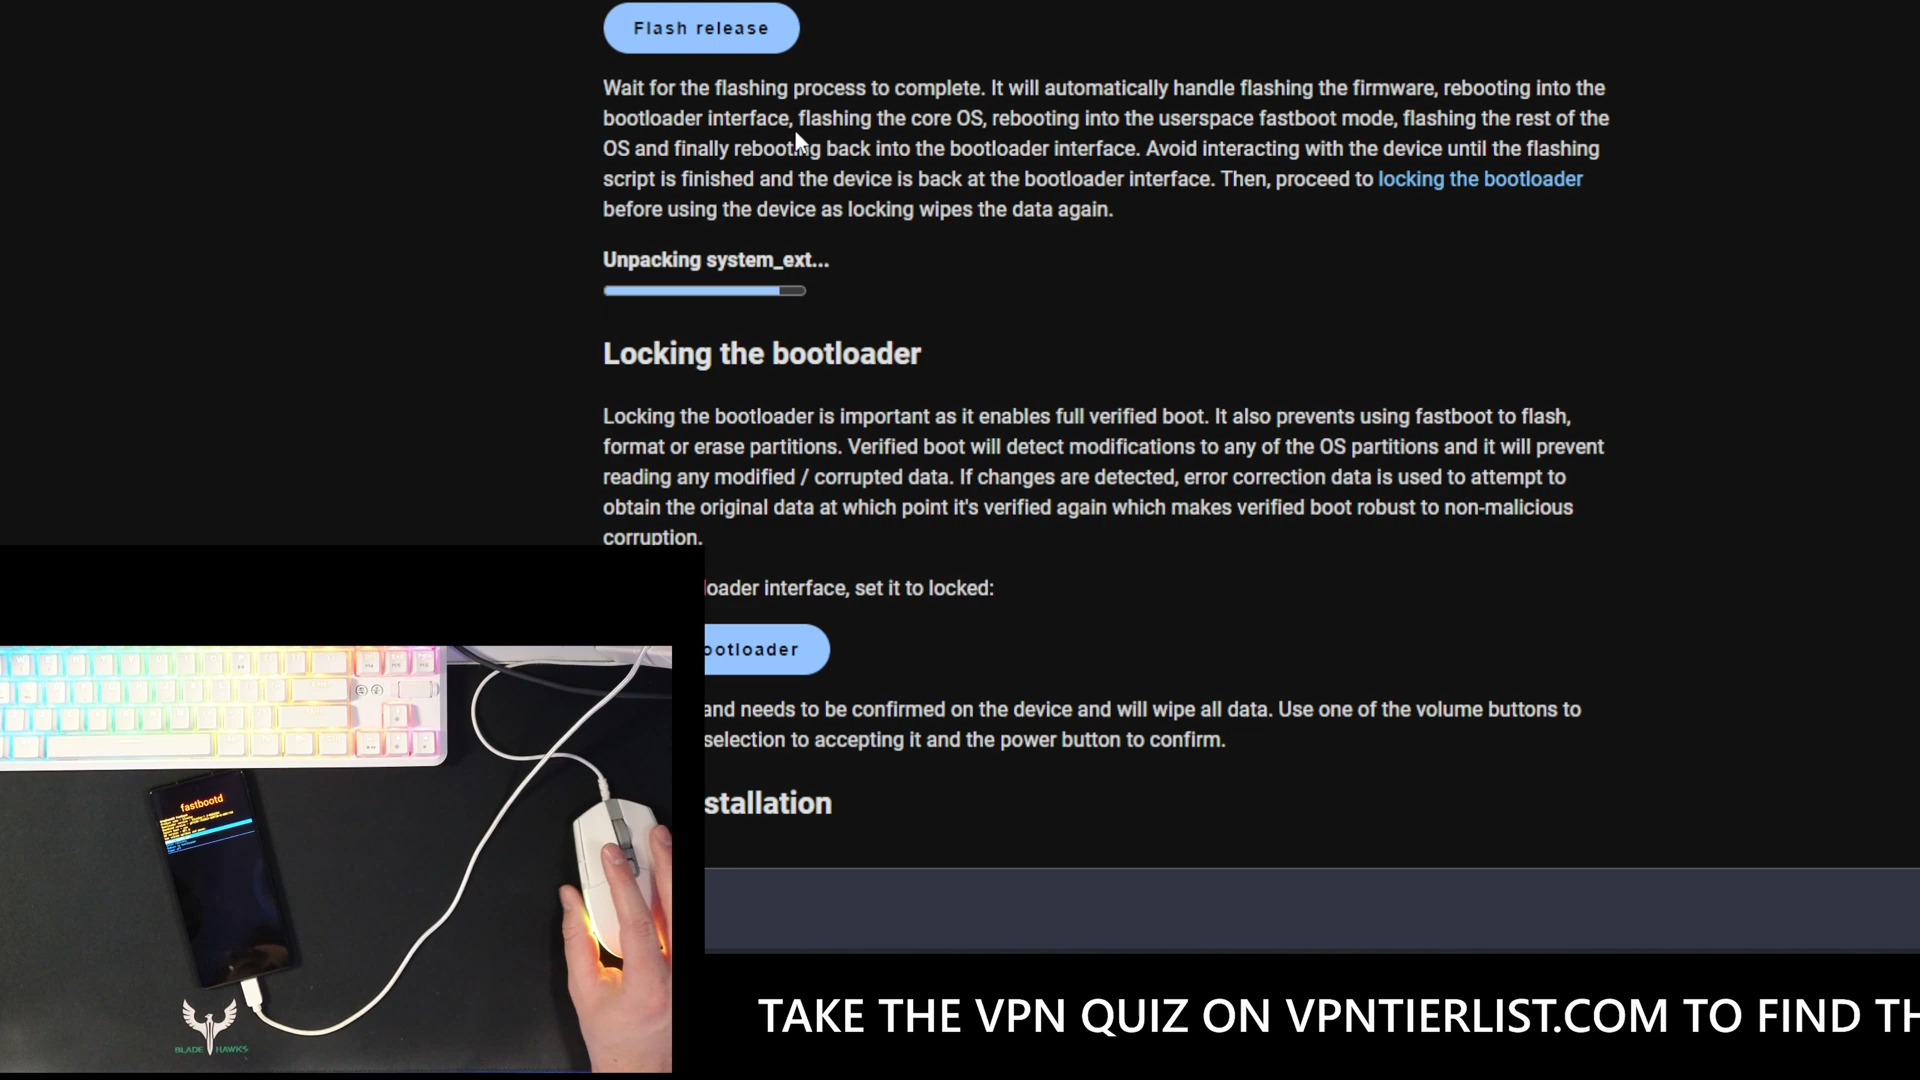 Flash release
Wait for the flashing process to complete. It will automatically handle flashing the firmware, rebooting into the
bootloader interface, flashing the core OS, rebooting into the userspace fastboot mode, flashing the rest of the
OS and finally rebooting back into the bootloader interface. Avoid interacting with the device until the flashing
script is finished and the device is back at the bootloader interface. Then, proceed to locking the bootloader
before using the device as locking wipes the data again.
Unpacking system_ext...
Locking the bootloader
Locking the bootloader is important as it enables full verified boot. It also prevents using fastboot to flash,
format or erase partitions. Verified boot will detect modifications to any of the OS partitions and it will prevent
reading any modified / corrupted data. If changes are detected, error correction data is used to attempt to
obtain the original data at which point it's verified again which makes verified boot robust to non-malicious
corruption.
loader interface, set it to locked:
ootloader
and needs to be confirmed on the device and will wipe all data. Use one of the volume buttons to
selection to accepting it and the power button to confirm.
stallation
fastbootd
BLADE HAWKS
TAKE THE VPN QUIZ ON VPNTIERLIST.COM TO FIND TH